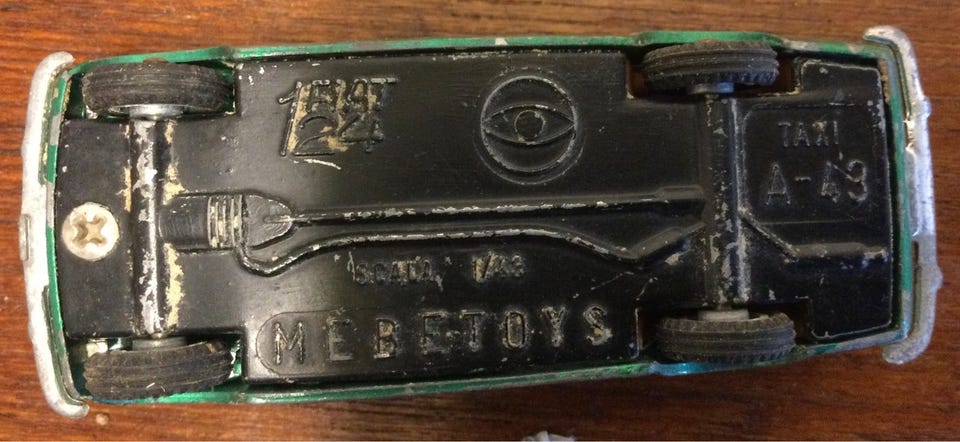 FIAT
124
TAXI
A-43
SCALA 1/43
MEBETOYS